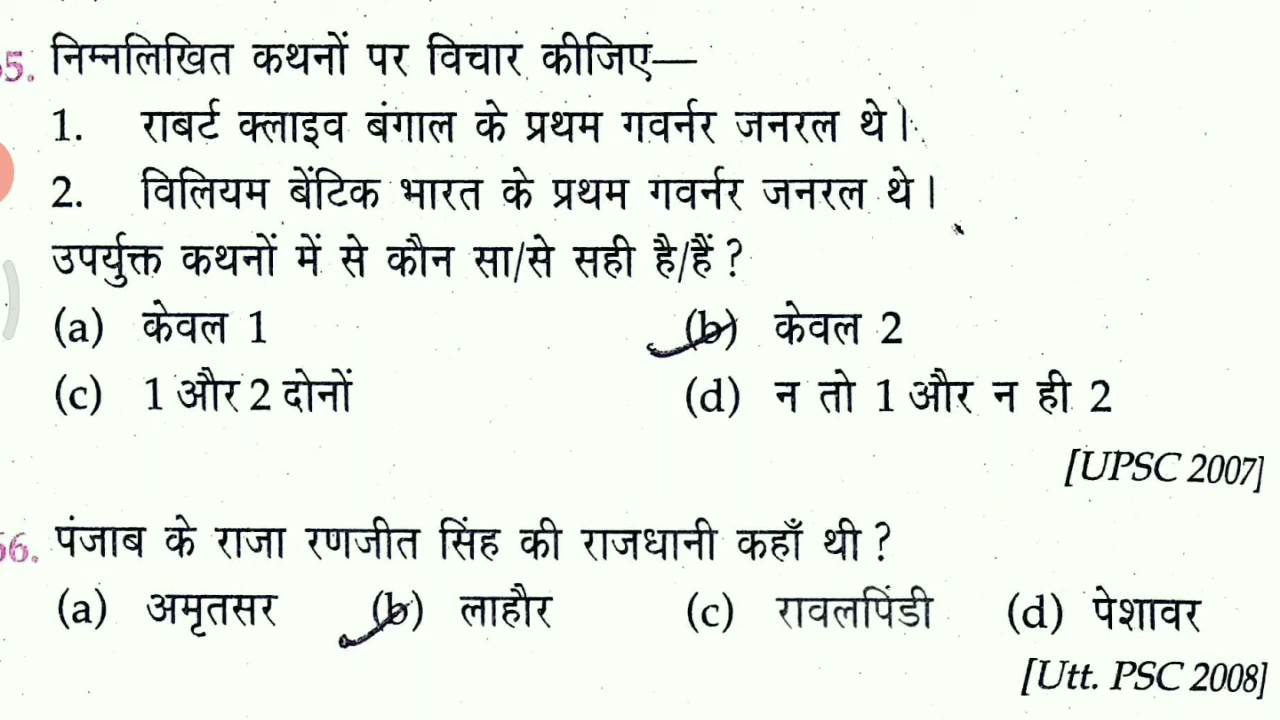 5. निम्नलिखित कथनों पर विचार कीजिए—
1. राबर्ट क्लाइव बंगाल के प्रथम गवर्नर जनरल थे।
2. विलियम बेंटिक भारत के प्रथम गवर्नर जनरल थे।
उपर्युक्त कथनों में से कौन सा/से सही है/हैं ?
(a) केवल 1 (b) केवल 2
(c) 1 और 2 दोनों (d) न तो 1 और न ही 2
[UPSC 2007]
66. पंजाब के राजा रणजीत सिंह की राजधानी कहाँ थी ?
(a) अमृतसर (b) लाहौर (c) रावलपिंडी (d) पेशावर
[Utt. PSC 2008]